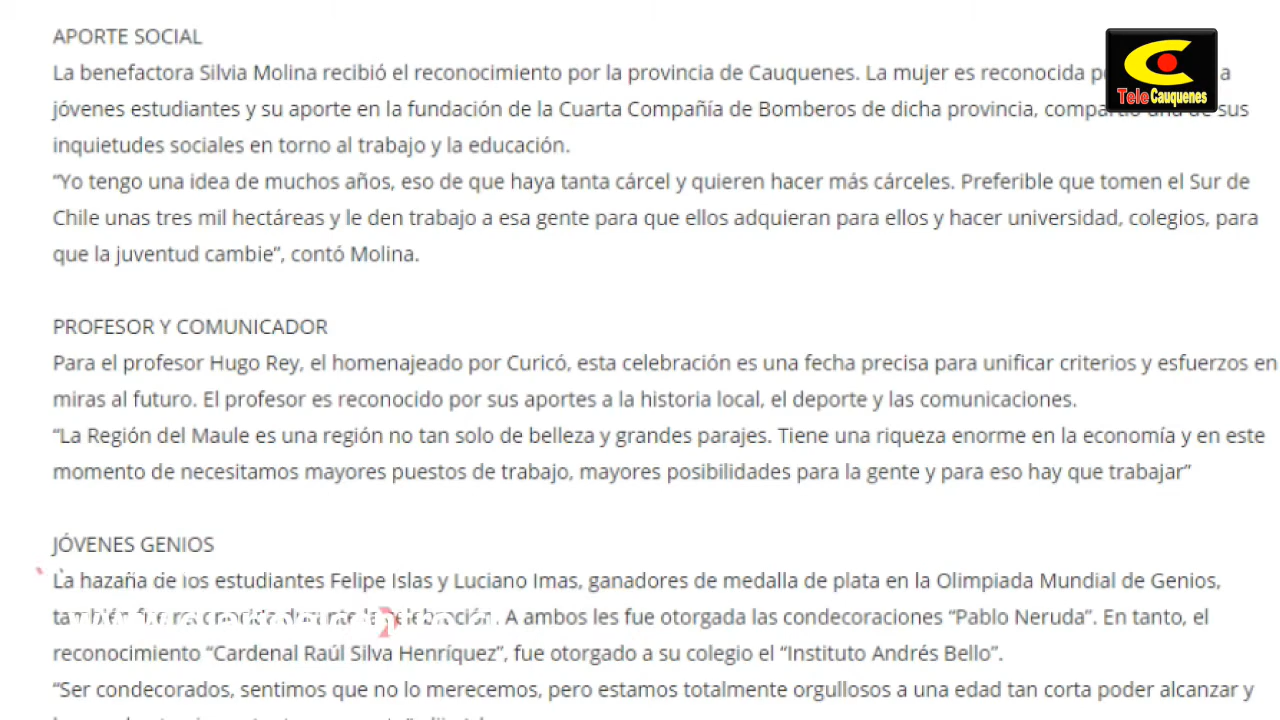 APORTE SOCIAL
La benefactora Silvia Molina recibió el reconocimiento por la provincia de Cauquenes. La mujer es reconocida a
jóvenes estudiantes y su aporte en la fundación de la Cuarta Compañía de Bomberos de dicha provincia, compartió una de sus
inquietudes sociales en torno al trabajo y la educación.
“Yo tengo una idea de muchos años, eso de que haya tanta cárcel y quieren hacer más cárceles. Preferible que tomen el Sur de
Chile unas tres mil hectáreas y le den trabajo a esa gente para que ellos adquieran para ellos y hacer universidad, colegios, para
que la juventud cambie”, contó Molina.
PROFESOR Y COMUNICADOR
Para el profesor Hugo Rey, el homenajeado por Curicó, esta celebración es una fecha precisa para unificar criterios y esfuerzos en
miras al futuro. El profesor es reconocido por sus aportes a la historia local, el deporte y las comunicaciones.
“La Región del Maule es una región no tan solo de belleza y grandes parajes. Tiene una riqueza enorme en la economía y en este
momento de necesitamos mayores puestos de trabajo, mayores posibilidades para la gente y para eso hay que trabajar”
JÓVENES GENIOS
La hazaña de los estudiantes Felipe Islas y Luciano Imas, ganadores de medalla de plata en la Olimpiada Mundial de Genios,
también durante la celebración. A ambos les fue otorgada las condecoraciones “Pablo Neruda”. En tanto, el
reconocimiento “Cardenal Raúl Silva Henríquez”, fue otorgado a su colegio el “Instituto Andrés Bello”.
“Ser condecorados, sentimos que no lo merecemos, pero estamos totalmente orgullosos a una edad tan corta poder alcanzar y
Tele Cauquenes